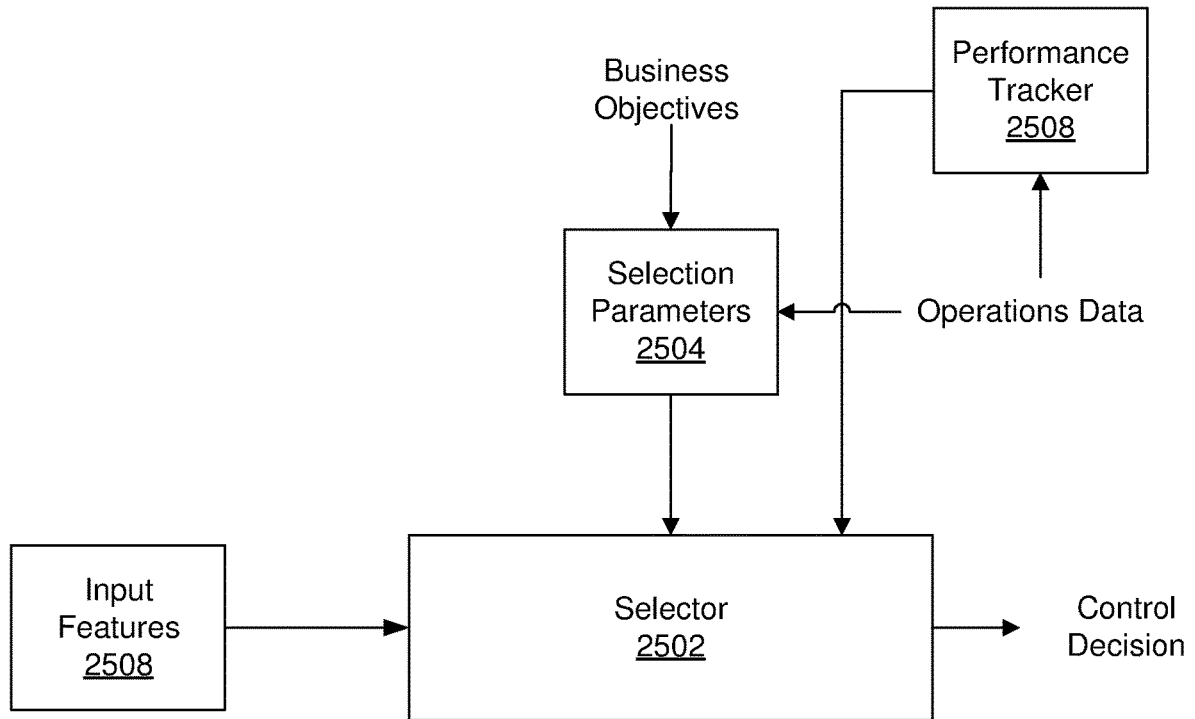 Performance
Tracker
2508
Business
Objectives
Selection
Parameters
2504
Operations Data
Input
Features
2508
Selector
2502
Control
Decision